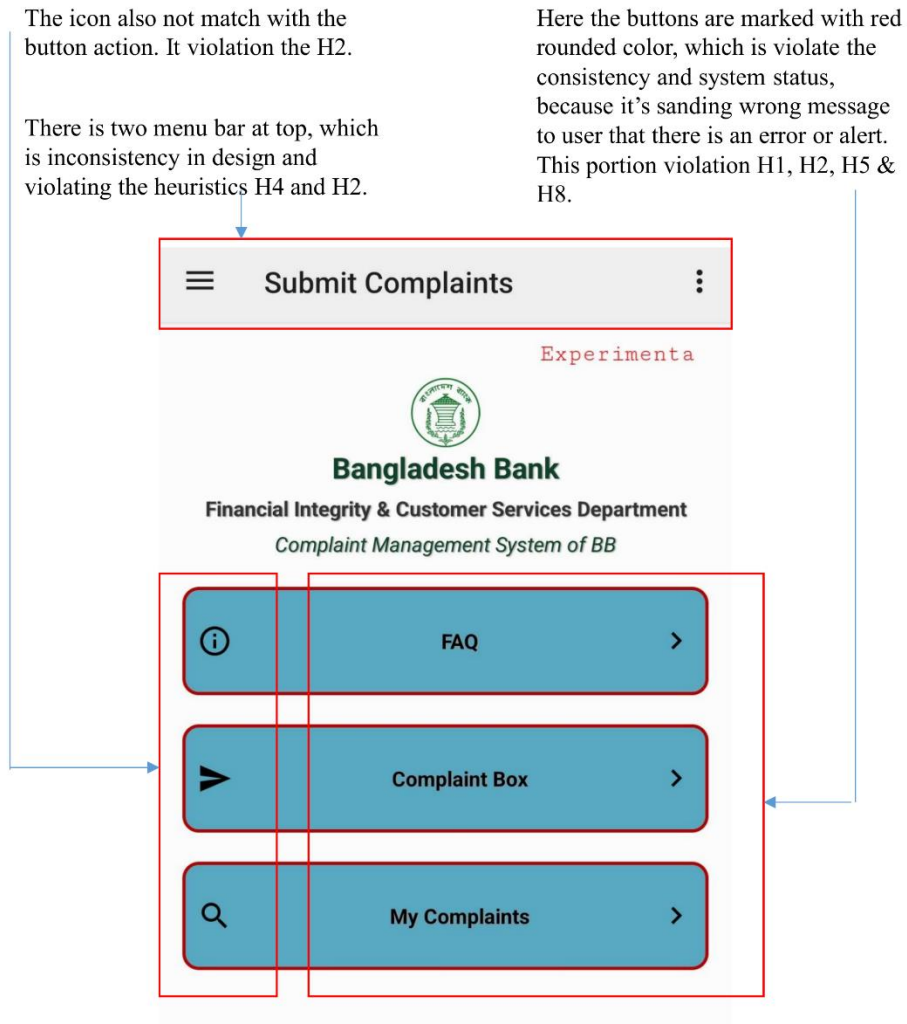 The icon also not match with the
button action. It violation the H2.
There is two menu bar at top, which
is inconsistency in design and
violating the heuristics H4 and H2.
Here the buttons are marked with red
rounded color, which is violate the
consistency and system status,
because it’s sanding wrong message
to user that there is an error or alert.
This portion violation H1, H2, H5 &
H8.
Submit Complaints
Experimenta
বাংলাদেশ ব্যাংক
Bangladesh Bank
Financial Integrity & Customer Services Department
Complaint Management System of BB
FAQ
Complaint Box
My Complaints